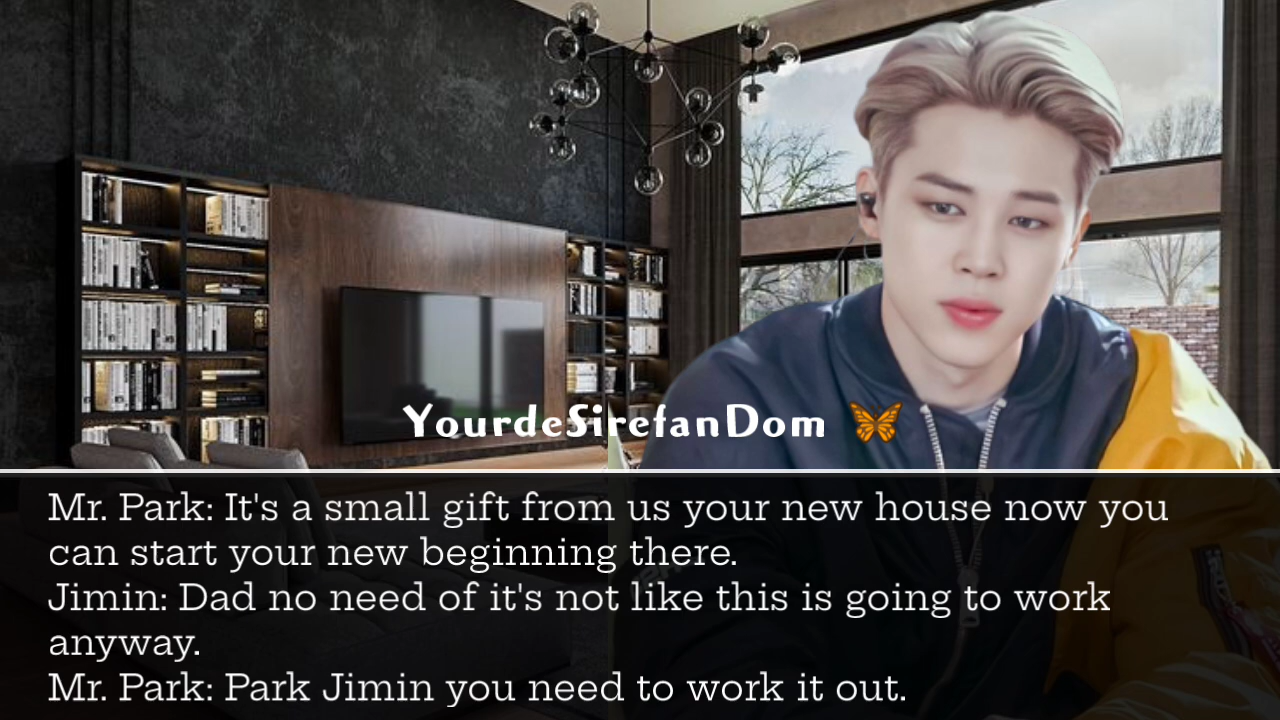 YourdeSirefanDom 🦋
Mr. Park: It's a small gift from us your new house now you
can start your new beginning there.
Jimin: Dad no need of it's not like this is going to work
anyway.
Mr. Park: Park Jimin you need to work it out.